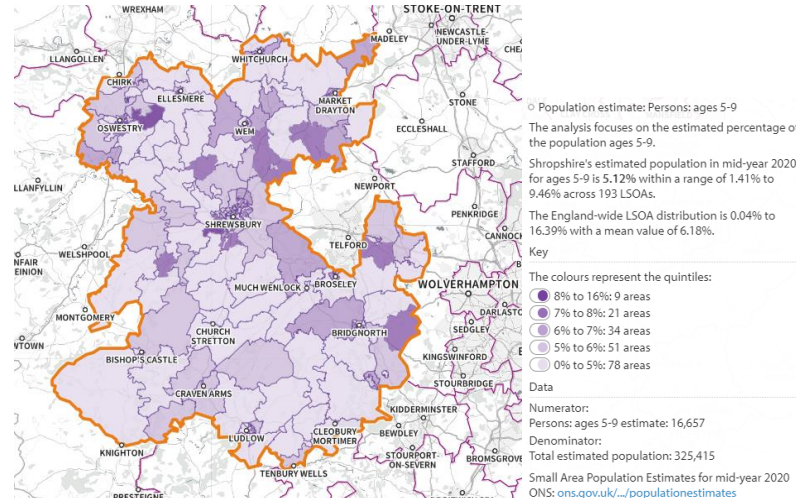 WREXHAM
STOKE-ON-TRENT
MADELEY
NEWCASTLE-
UNDER-LYME
LLANGOLLEN
WHITCHURCH
CHIRK
ELLESMERE
MARKET
DRAYTON
STONE
OSWESTRY
WEM
ECCLESHALL
STAFFORD
LLANFYLLIN
NEWPORT
PENKRIDGE
SHREWSBURY
TELFORD
CANNOCK
WELSHPOOL
MUCH WENLOCK
BROSELEY
WOLVERHAMPTON
MONTGOMERY
CHURCH
STRETTON
BRIDGNORTH
SEDGLEY
BISHOP'S CASTLE
KINGSWINFORD
STOURBRIDGE
CRAVEN ARMS
KIDDERMINSTER
LUDLOW
CLEOBURY
MORTIMER
BEWDLEY
KNIGHTON
STOURPORT
-ON-SEVERN
BROMSGROVE
TENBURY WELLS
PRESTEIGNE
Population estimate: Persons: ages 5-9
The analysis focuses on the estimated percentage of
the population ages 5-9.
Shropshire's estimated population in mid-year 2020
for ages 5-9 is 5.12% within a range of 1.41% to
9.46% across 193 LSOAs.
The England-wide LSOA distribution is 0.04% to
16.39% with a mean value of 6.18%.
Key
The colours represent the quintiles:
8% to 16%: 9 areas
7% to 8%: 21 areas
6% to 7%: 34 areas
5% to 6%: 51 areas
0% to 5%: 78 areas
Data
Numerator:
Persons: ages 5-9 estimate: 16,657
Denominator:
Total estimated population: 325,415
Small Area Population Estimates for mid-year 2020
ONS: ons.gov.uk/.../populationestimates